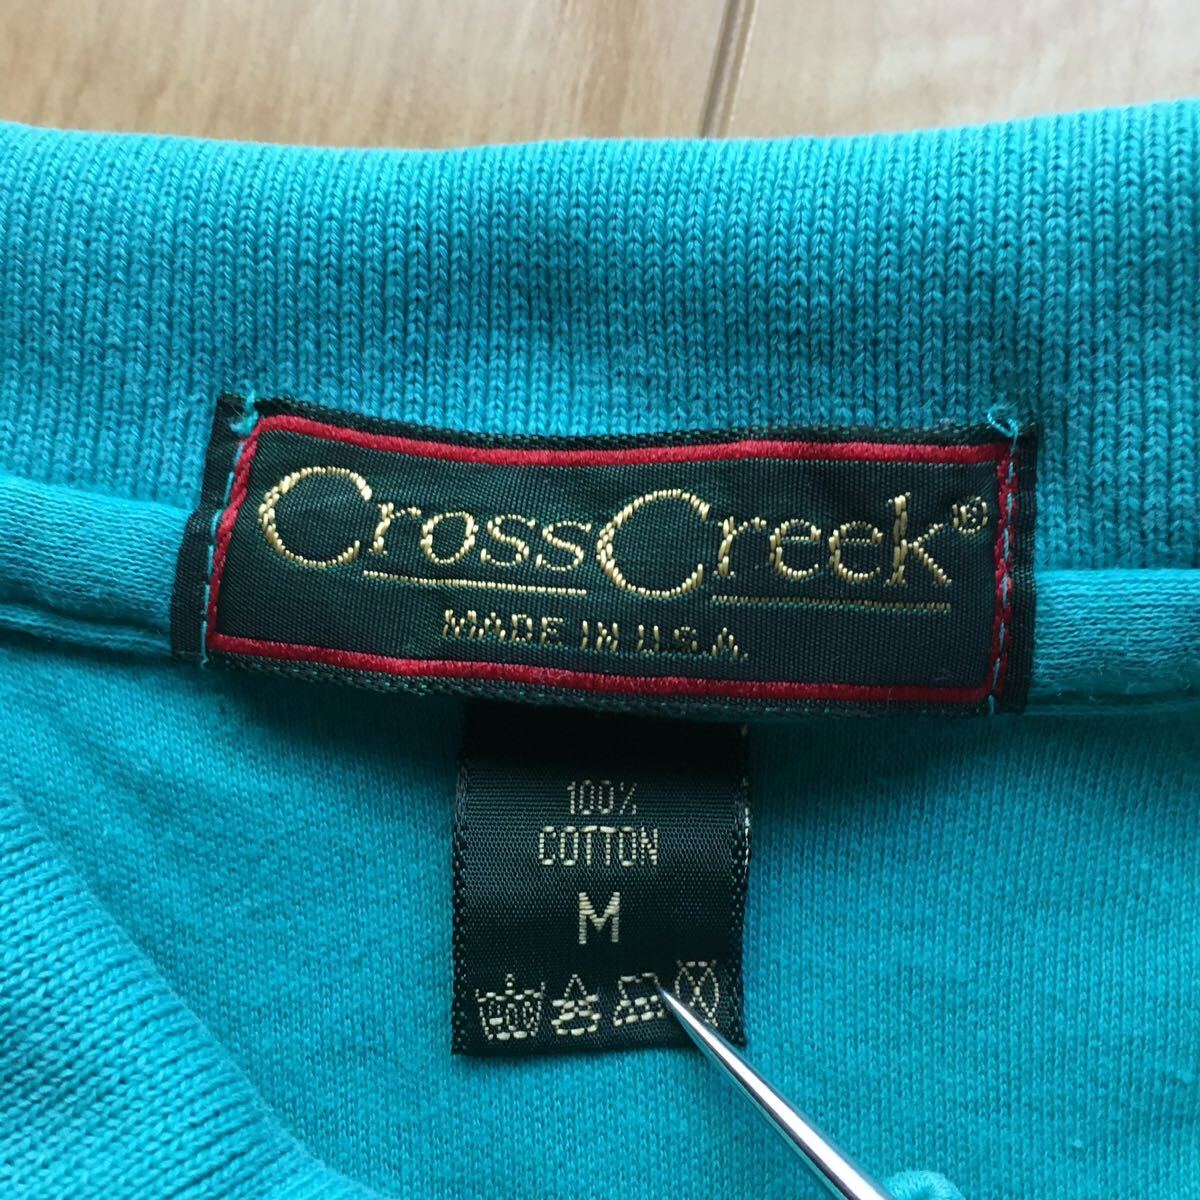 CrossCreek®
MADE IN U.S.A.
100%
COTTON
M